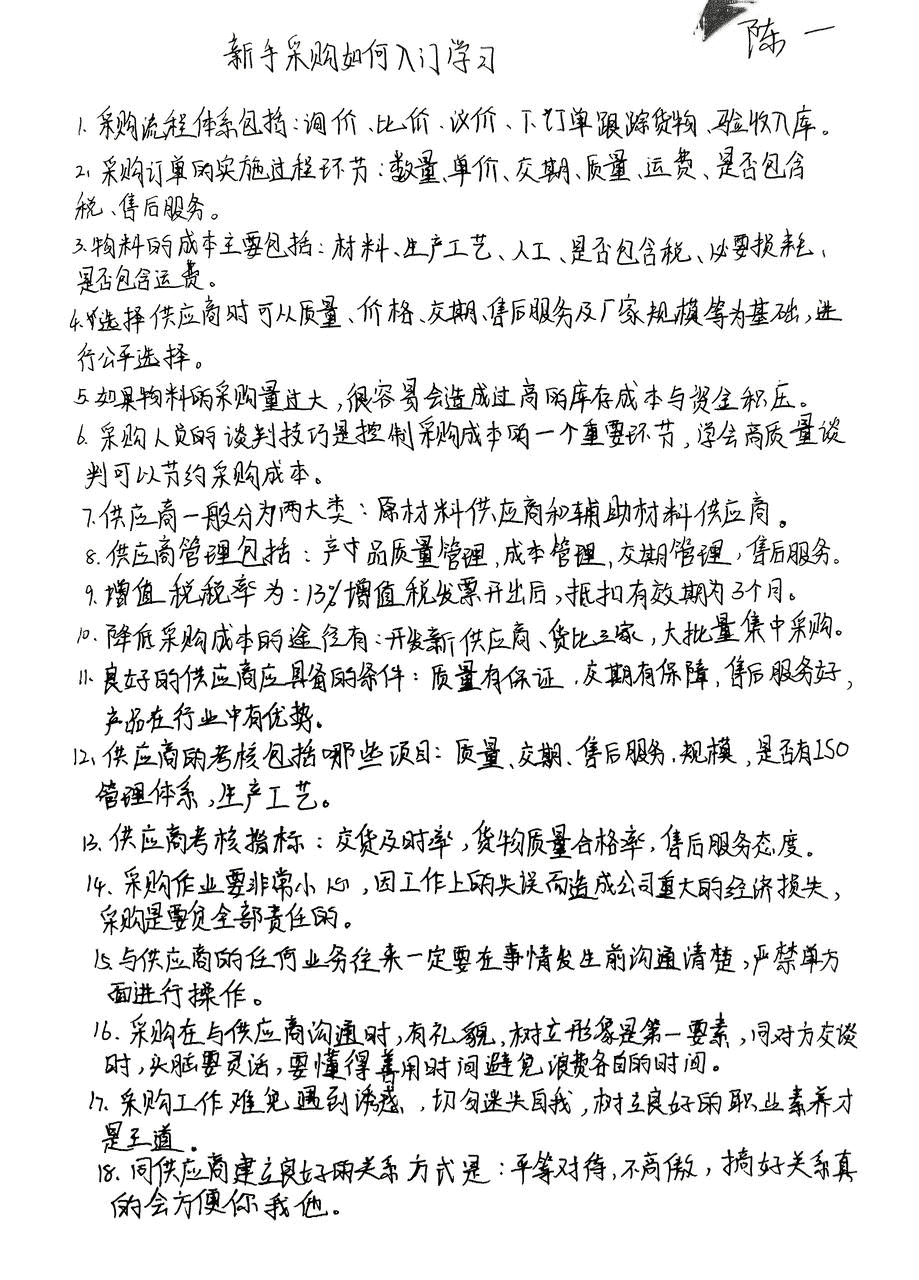 陈一
新手采购如何入门学习
1. 采购流程体系包括：询价、比价、议价、下订单跟踪货物、验收入库。
2. 采购订单的实施过程环节：数量、单价、交期、质量、运费、是否包含
税、售后服务。
3. 物料的成本主要包括：材料、生产工艺、人工、是否包含税、必要损耗、
是否包含运费。
4. 选择供应商时可以质量、价格、交期、售后服务及厂家规模等为基础，进
行公平选择。
5. 如果物料的采购量过大，很容易会造成过高的库存成本与资金积压。
6. 采购人员的谈判技巧是控制采购成本的一个重要环节，学会高质量谈
判可以节约采购成本。
7. 供应商一般分为两大类：原材料供应商和辅助材料供应商。
8. 供应商管理包括：产品质量管理，成本管理，交期管理，售后服务。
9. 增值税税率为：13%增值税发票开出后，抵扣有效期为3个月。
10. 降低采购成本的途径有：开发新供应商、货比三家，大批量集中采购。
11. 良好的供应商应具备的条件：质量有保证，交期有保障，售后服务好，
产品在行业中有优势。
12. 供应商的考核包括哪些项目：质量、交期、售后服务、规模，是否有ISO
管理体系，生产工艺。
13. 供应商考核指标：交货及时率，货物质量合格率，售后服务态度。
14. 采购作业要非常小心，因工作上的失误而造成公司重大的经济损失，
采购是要负全部责任的。
15. 与供应商的任何业务往来一定要在事情发生前沟通清楚，严禁单方
面进行操作。
16. 采购在与供应商沟通时，有礼貌，树立形象是第一要素，同对方交谈
时，头脑要灵活，要懂得善用时间避免浪费各自的时间。
17. 采购工作难免遇到诱惑，切勿迷失自我，树立良好的职业素养才
是王道。
18. 同供应商建立良好的关系方式是：平等对待，不高傲，搞好关系真
的会方便你我他。